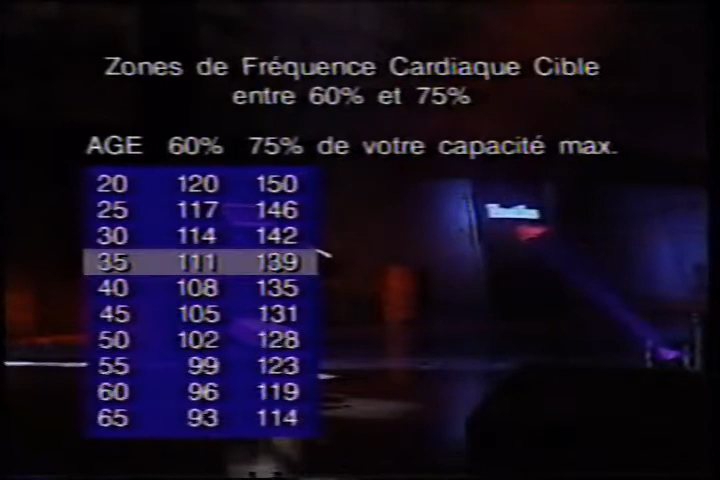 Zones de Fréquence Cardiaque Cible
entre 60% et 75%
AGE 60% 75% de votre capacité max.
20 120 150
25 117 146
30 114 142
35 111 139
40 108 135
45 105 131
50 102 128
55 99 123
60 96 119
65 93 114